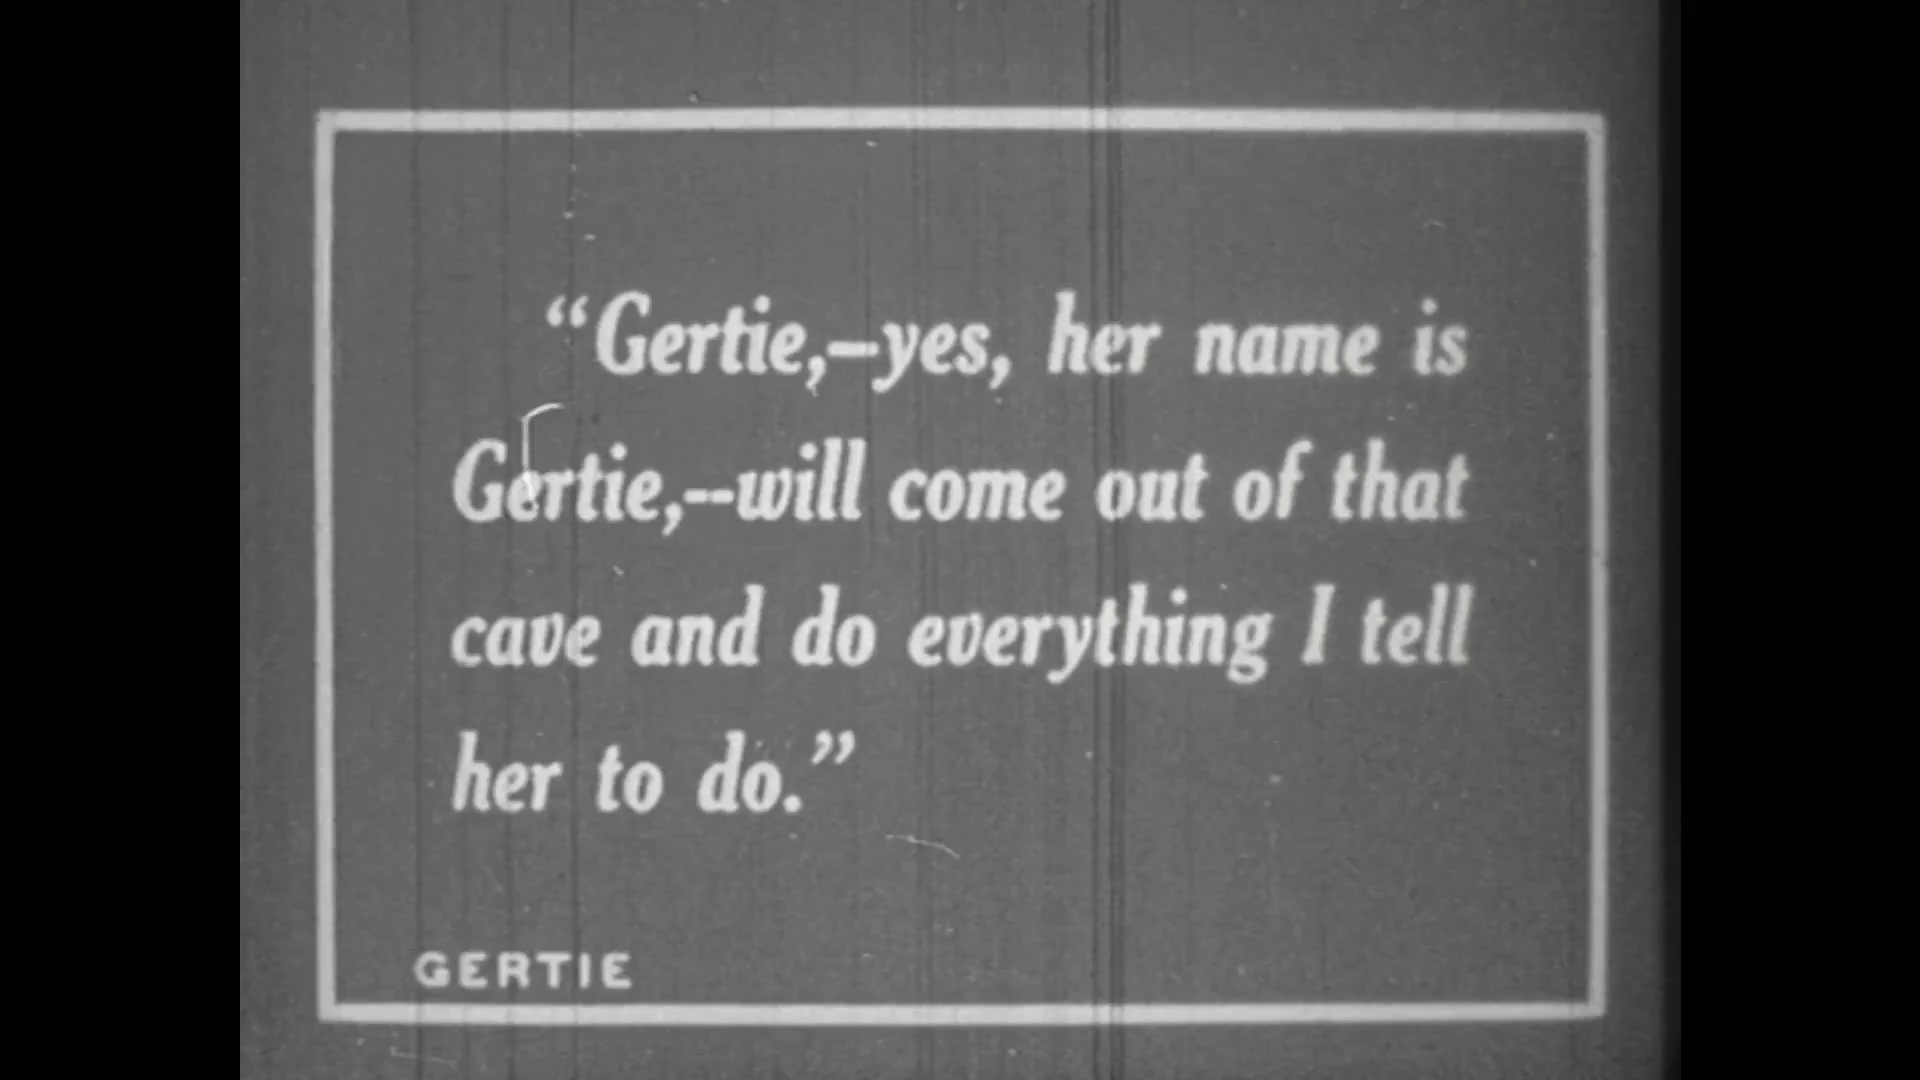 “Gertie,–yes, her name is
Gertie,--will come out of that
cave and do everything I tell
her to do.”
GERTIE